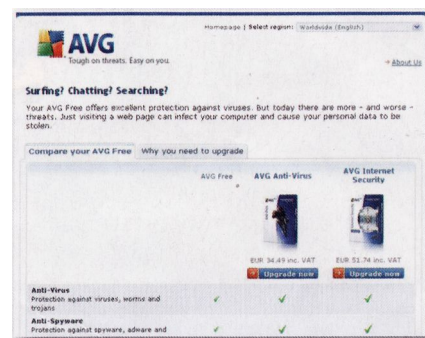 Homepage | Select region: Worldwide (English)
AVG
Tough on threats. Easy on you.
About Us
Surfing? Chatting? Searching?
Your AVG Free offers excellent protection against viruses. But today there are more - and worse -
threats. Just visiting a web page can infect your computer and cause your personal data to be
stolen.
Compare your AVG Free Why you need to upgrade
AVG Free AVG Anti-Virus AVG Internet
Security
EUR 34.49 inc. VAT EUR 51.74 inc. VAT
Upgrade now Upgrade now
Anti-Virus
Protection against viruses, worms and
trojans
Anti-Spyware
Protection against spyware, adware and